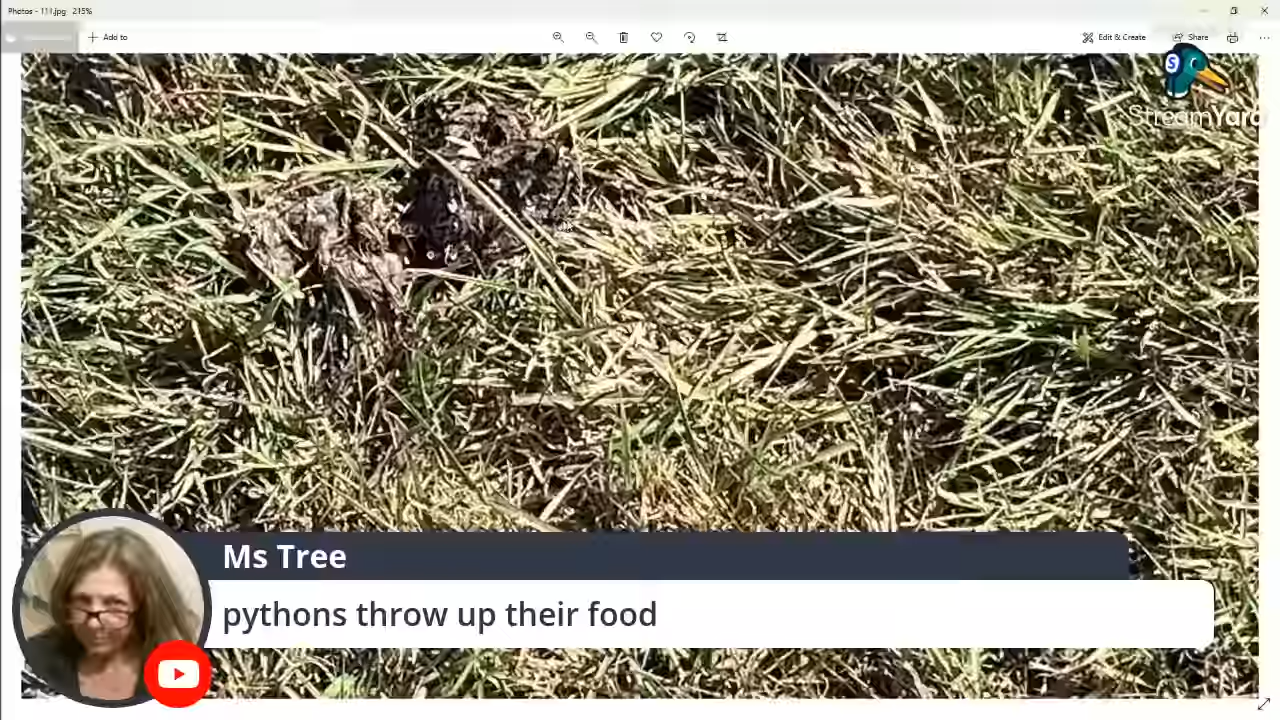 Photos - 111.jpg 215%
Add to
Edit & Create
Share
S
StreamYard
Ms Tree
pythons throw up their food